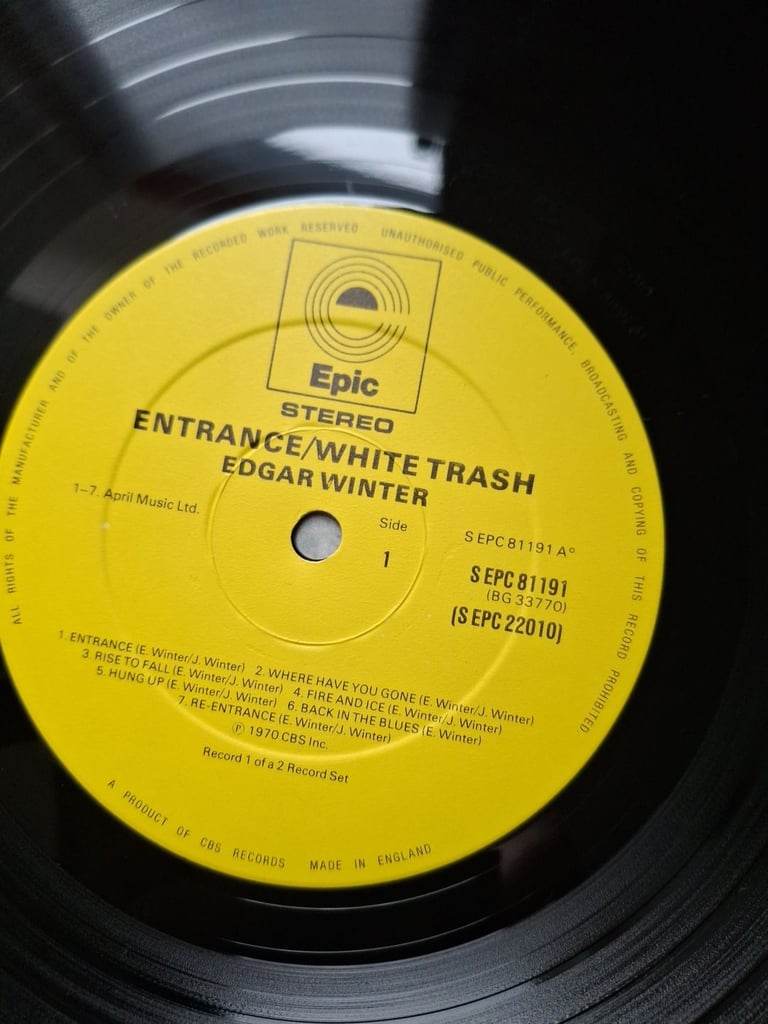 ALL RIGHTS OF THE MANUFACTURER AND OF THE OWNER OF THE RECORDED WORK RESERVED UNAUTHORISED PUBLIC PERFORMANCE, BROADCASTING AND COPYING OF THIS RECORD PROHIBITED
Epic
STEREO
ENTRANCE/WHITE TRASH
EDGAR WINTER
1–7. April Music Ltd.
Side
1
S EPC 81191 A°
S EPC 81191
(BG 33770)
(S EPC 22010)
1. ENTRANCE (E. Winter/J. Winter) 2. WHERE HAVE YOU GONE (E. Winter/J. Winter)
3. RISE TO FALL (E. Winter/J. Winter) 4. FIRE AND ICE (E. Winter/J. Winter)
5. HUNG UP (E. Winter/J. Winter) 6. BACK IN THE BLUES (E. Winter)
7. RE-ENTRANCE (E. Winter/J. Winter)
℗ 1970 CBS Inc.
Record 1 of a 2 Record Set
A PRODUCT OF CBS RECORDS MADE IN ENGLAND